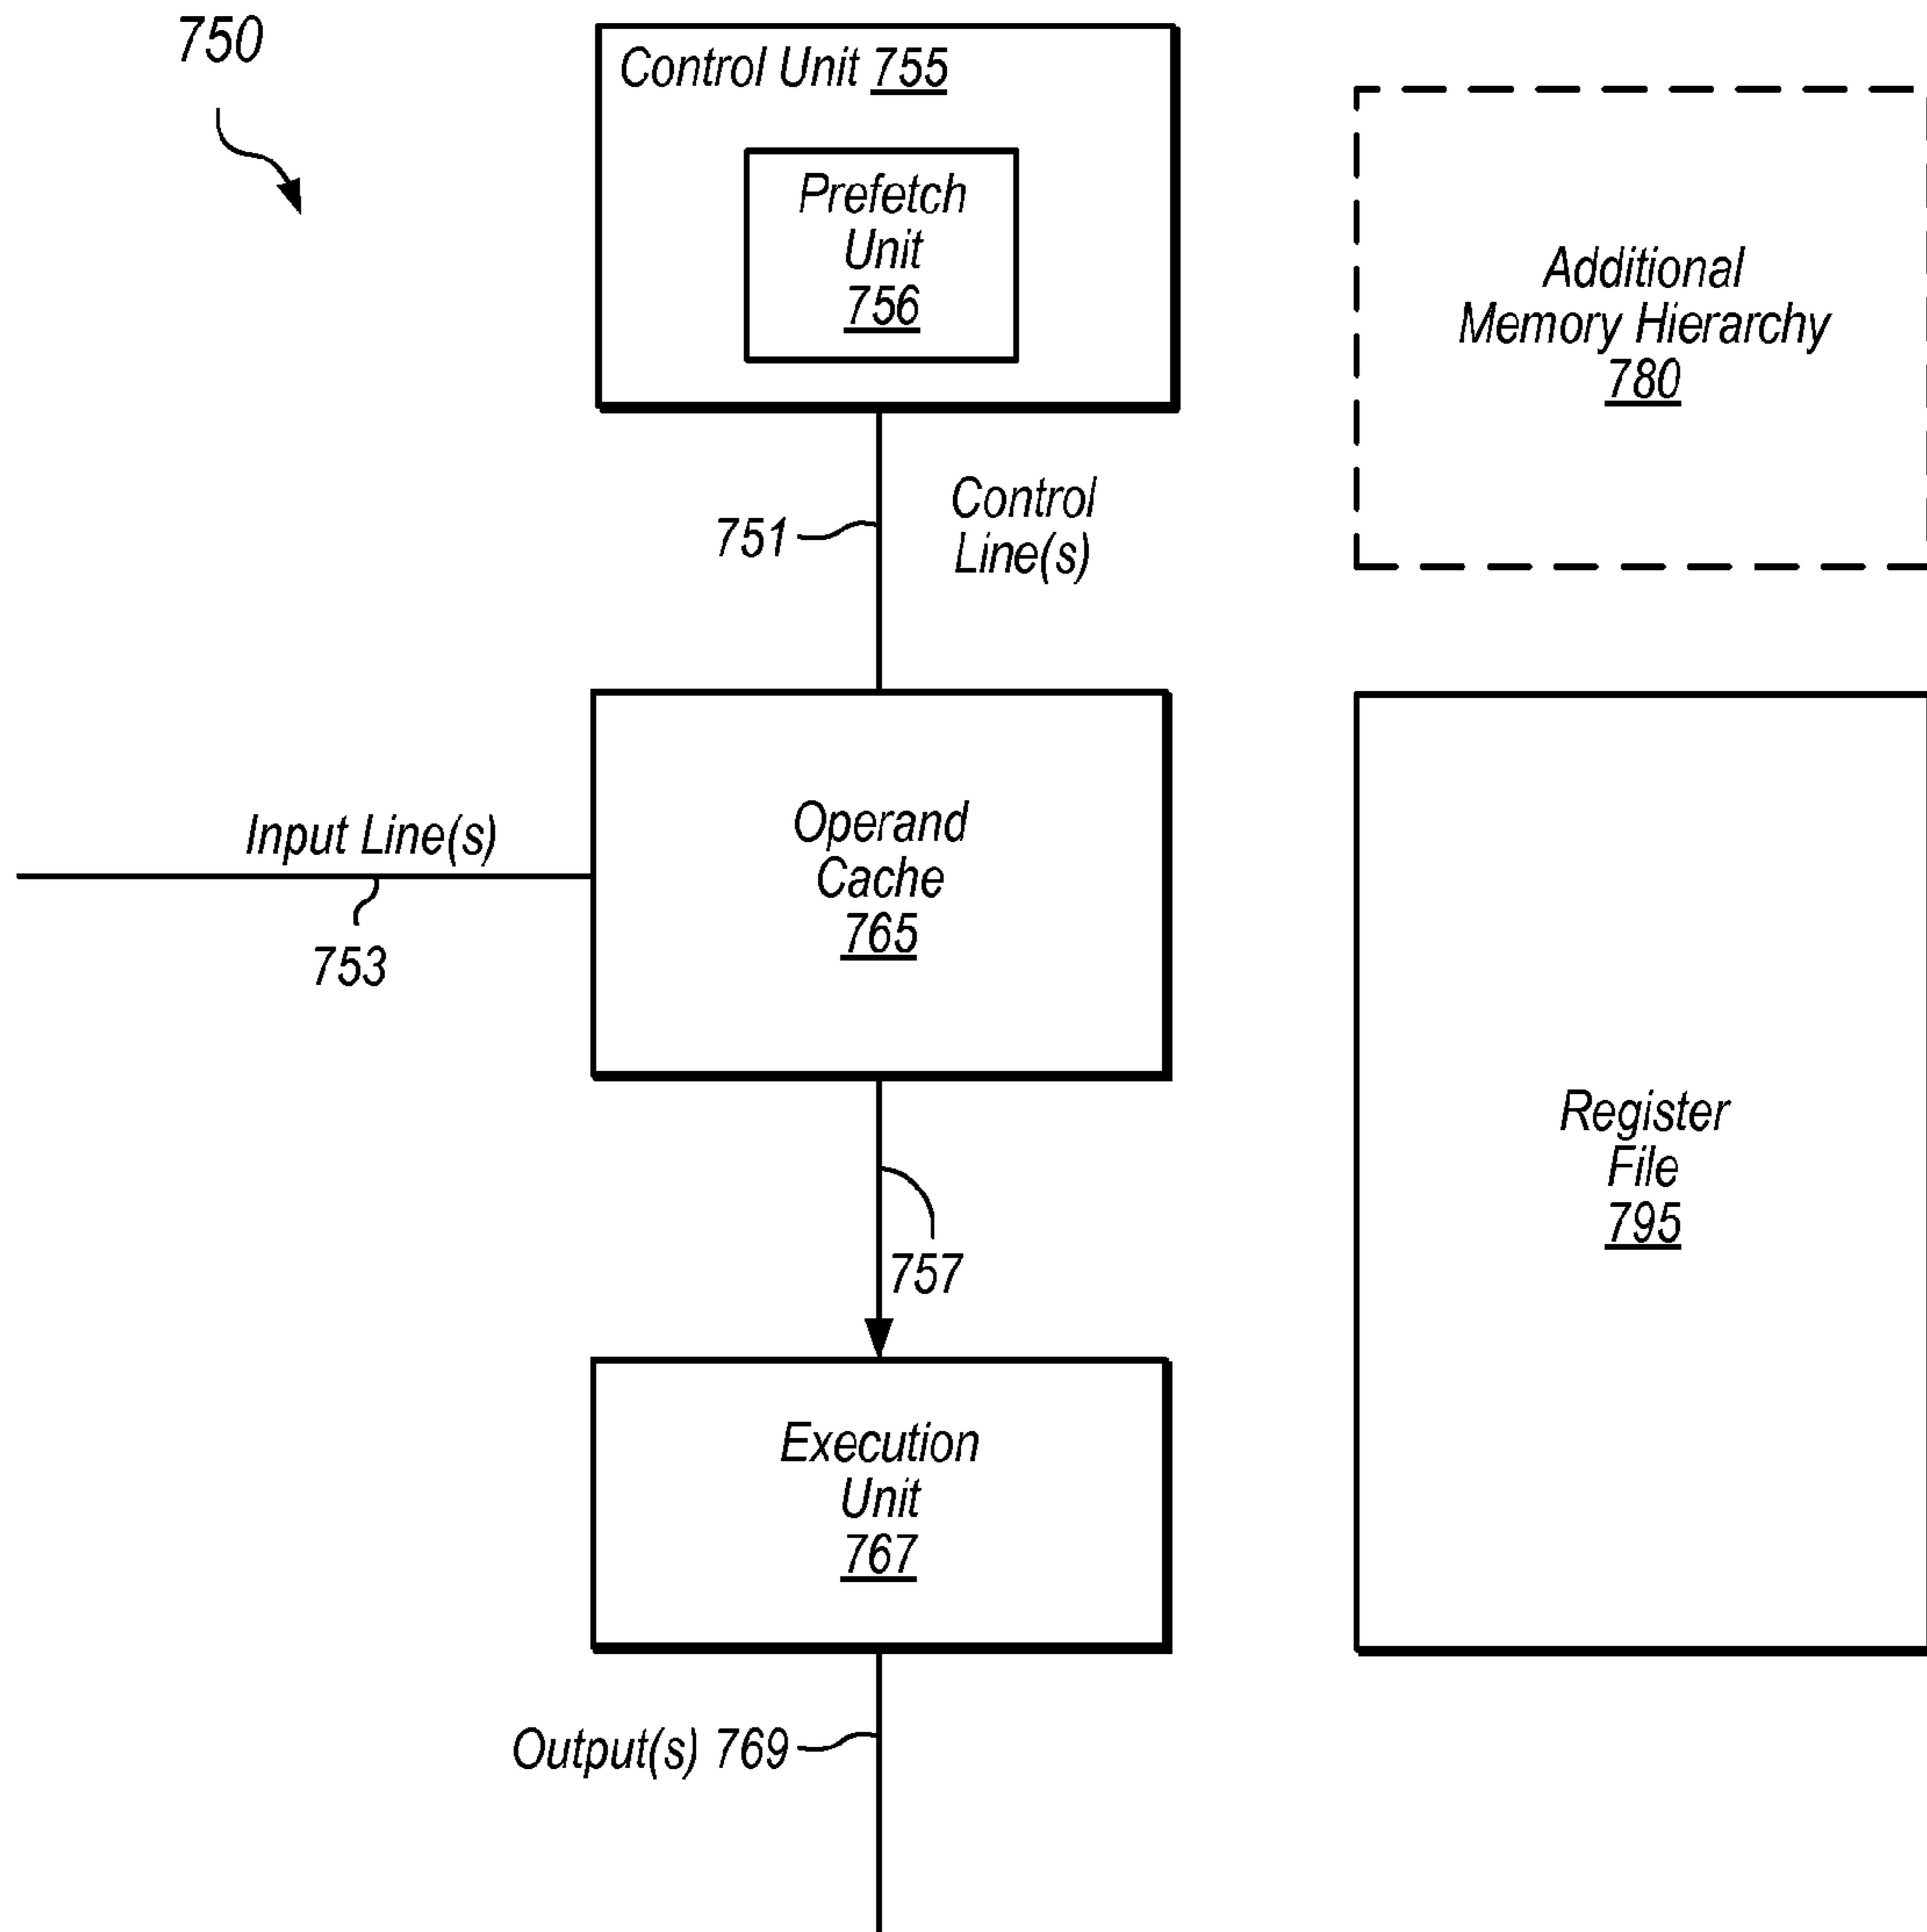 750
Control Unit 755
Prefetch
Unit
756
Additional
Memory Hierarchy
780
751
Control
Line(s)
Input Line(s)
753
Operand
Cache
765
757
Register
File
795
Execution
Unit
767
Output(s) 769